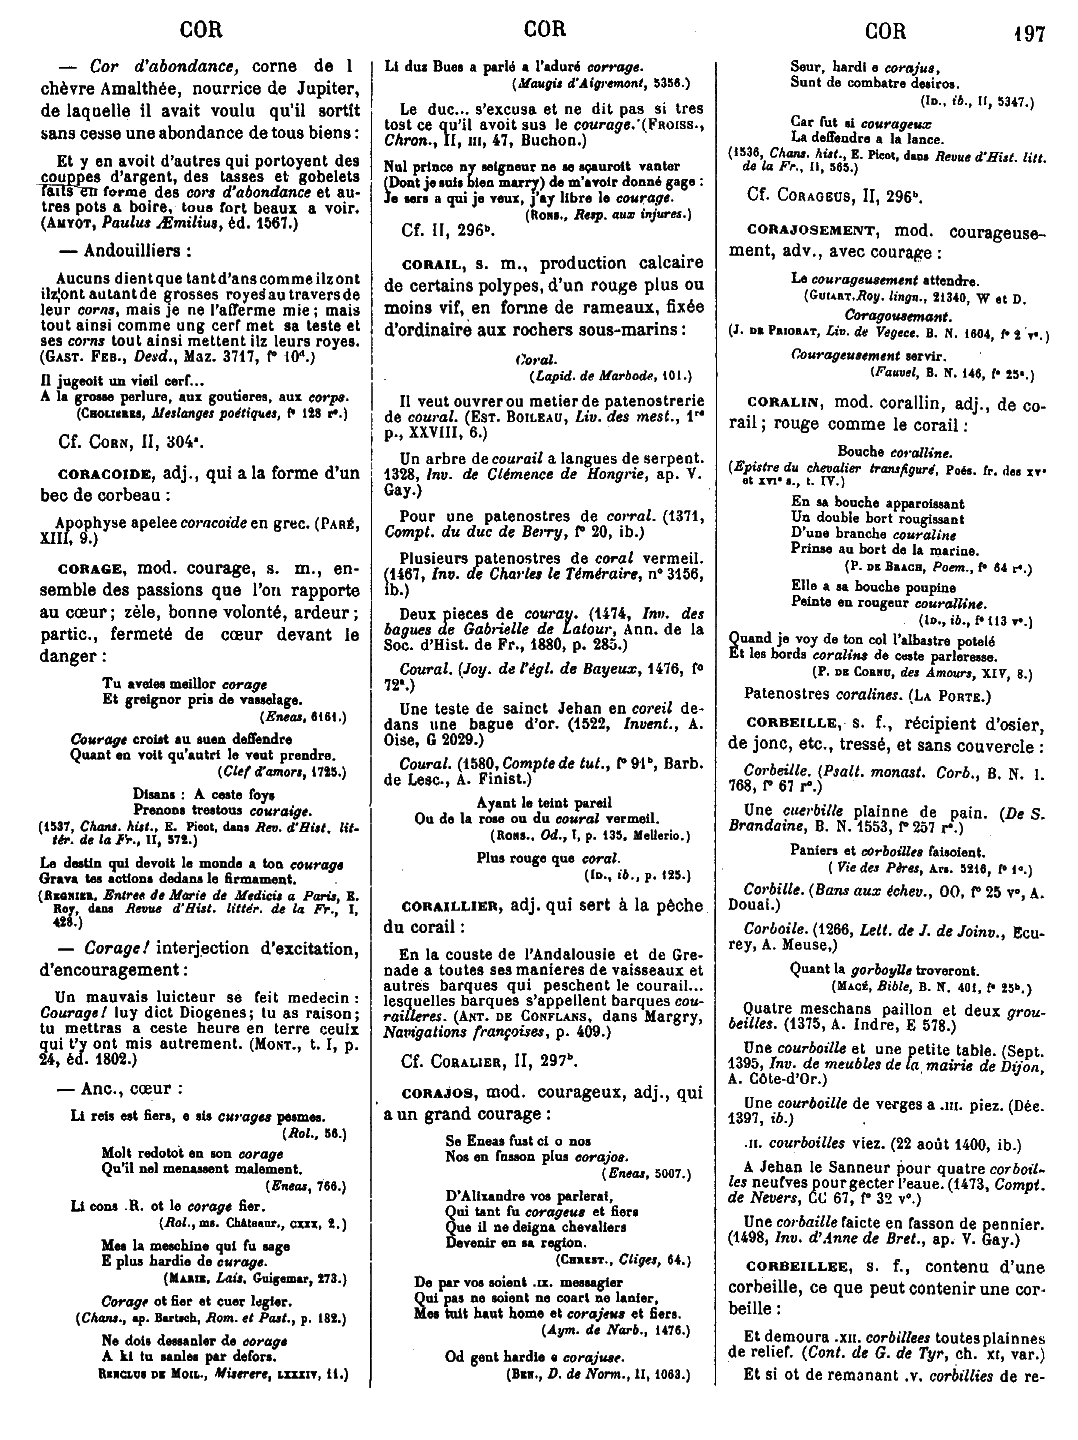 COR
COR
COR
197
— Cor d'abondance, corne de l
chèvre Amalthée, nourrice de Jupiter,
de laquelle il avait voulu qu'il sortît
sans cesse une abondance de tous biens :
Et y en avoit d'autres qui portoyent des
couppes d'argent, des tasses et gobelets
faits en forme des cors d'abondance et au-
tres pots a boire, tous fort beaux a voir.
(AMYOT, Paulus Æmilius, éd. 1567.)
— Andouilliers :
Aucuns dient que tant d'ans comme ilz ont
ilz ont autant de grosses royes au travers de
leur corns, mais je ne l'afferme mie ; mais
tout ainsi comme ung cerf met sa teste et
ses corns tout ainsi mettent ilz leurs royes.
(GAST. FEB., Desd., Maz. 3717, f° 10ᵈ.)
Il jugeoit un vieil cerf...
A la grosse perlure, aux goutieres, aux corps.
(CHOLIERES, Meslanges poétiques, f° 128 r°.)
Cf. CORN, II, 304ᵃ.
CORACOIDE, adj., qui a la forme d'un
bec de corbeau :
Apophyse apelee coracoide en grec. (PARÉ,
XIII, 9.)
CORAGE, mod. courage, s. m., en-
semble des passions que l'on rapporte
au cœur ; zèle, bonne volonté, ardeur ;
partic., fermeté de cœur devant le
danger :
Tu avedes meillor corage
Et greignor pris de vasselage.
(Eneas, 6161.)
Courage croist au suen deffendre
Quant en voit qu'autri le veut prendre.
(Clef d'amors, 1725.)
Disans : A ceste foys
Prenons trestous couraige.
(1537, Chans. hist., E. Picot, dans Rev. d'Hist. lit-
tér. de la Fr., II, 572.)
Le destin qui devoit le monde a ton courage
Grava tes actions dedans le firmament.
(REGNIER, Entree de Marie de Medicis a Paris, E.
Roy, dans Revue d'Hist. littér. de la Fr., I,
428.)
— Corage! interjection d'excitation,
d'encouragement :
Un mauvais luicteur se feit medecin :
Courage! luy dict Diogenes ; tu as raison ;
tu mettras a ceste heure en terre ceulx
qui t'y ont mis autrement. (MONT., t. I, p.
24, éd. 1802.)
— Anc., cœur :
Li reis est fiers, e sis curages pesmes.
(Rol., 56.)
Molt redotot en son corage
Qu'il nel menassent malement.
(Eneas, 766.)
Li cons .R. ot le corage fier.
(Rol., ms. Châteaur., CXXX, 2.)
Mes la meschine qui fu sage
E plus hardie de curage.
(MARIE, Lais, Guigemar, 273.)
Corage ot fier et cuer legier.
(Chans., ap. Bartsch, Rom. et Past., p. 182.)
Ne dois dessanler de corage
A ki tu sanles par defors.
RENCLUS DE MOIL., Miserere, LXXXIV, 11.)
Li dus Bues a parlé a l'aduré corrage.
(Maugis d'Aigremont, 5356.)
Le duc... s'excusa et ne dit pas si tres
tost ce qu'il avoit sus le courage. (FROISS.,
Chron., II, III, 47, Buchon.)
Nul prince ny seigneur ne se sçauroit vanter
(Dont je suis bien marry) de m'avoir donné gage :
Je sers a qui je veux, j'ay libre le courage.
(RONS., Resp. aux injures.)
Cf. II, 296ᵇ.
CORAIL, s. m., production calcaire
de certains polypes, d'un rouge plus ou
moins vif, en forme de rameaux, fixée
d'ordinaire aux rochers sous-marins :
Coral.
(Lapid. de Marbode, 101.)
Il veut ouvrer ou metier de patenostrerie
de coural. (EST. BOILEAU, Liv. des mest., 1ʳᵉ
p., XXVIII, 6.)
Un arbre de courail a langues de serpent.
1328, Inv. de Clémence de Hongrie, ap. V.
Gay.)
Pour une patenostres de corral. (1371,
Compt. du duc de Berry, f° 20, ib.)
Plusieurs patenostres de coral vermeil.
(1467, Inv. de Charles le Téméraire, n° 3156,
ib.)
Deux pieces de couray. (1474, Inv. des
bagues de Gabrielle de Latour, Ann. de la
Soc. d'Hist. de Fr., 1880, p. 285.)
Coural. (Joy. de l'égl. de Bayeux, 1476, f°
72ᵃ.)
Une teste de sainct Jehan en coreil de-
dans une bague d'or. (1522, Invent., A.
Oise, G 2029.)
Coural. (1580, Compte de tut., f° 91ᵇ, Barb.
de Lesc., A. Finist.)
Ayant le teint pareil
Ou de la rose ou du coural vermeil.
(RONS., Od., I, p. 135, Mellerio.)
Plus rouge que coral.
(ID., ib., p. 125.)
CORAILLIER, adj. qui sert à la pêche
du corail :
En la couste de l'Andalousie et de Gre-
nade a toutes ses manieres de vaisseaux et
autres barques qui peschent le courail...
lesquelles barques s'appellent barques cou-
railleres. (ANT. DE CONFLANS, dans Margry,
Navigations françoises, p. 409.)
Cf. CORALIER, II, 297ᵇ.
CORAJOS, mod. courageux, adj., qui
a un grand courage :
Se Eneas fust ci o nos
Nos en fusson plus corajos.
(Eneas, 5007.)
D'Alixandre vos parlerai,
Qui tant fu corageus et fiers
Que il ne deigna chevaliers
Devenir en sa region.
(CHREST., Cliges, 64.)
De par vos soient .IX. messagier
Qui pas ne soient ne coart ne lanier,
Mes tuit haut home et corajeus et fiers.
(Aym. de Narb., 1476.)
Od gent hardie e corajuse.
(BEN., D. de Norm., II, 1063.)
Seur, hardi e corajus,
Sunt de combatre desiros.
(ID., ib., II, 5347.)
Car fut si courageux
La deffendre a la lance.
(1536, Chans. hist., E. Picot, dans Revue d'Hist. litt.
de la Fr., II, 565.)
Cf. CORAGEUS, II, 296ᵇ.
CORAJOSEMENT, mod. courageuse-
ment, adv., avec courage :
Le courageusement attendre.
(GUIART. Roy. lingn., 21340, W et D.
Coragousemant.
(J. DE PRIORAT, Liv. de Vegece. B. N. 1604, f° 2 v°.)
Courageusement servir.
(Fauvel, B. N. 146, f° 25ᵃ.)
CORALIN, mod. corallin, adj., de co-
rail ; rouge comme le corail :
Bouche coralline.
(Epistre du chevalier transfiguré, Poés. fr. des XVᵉ
et XVIᵉ s., t. IV.)
En sa bouche apparoissant
Un double bort rougissant
D'une branche couraline
Prinse au bort de la marine.
(P. DE BRACH, Poem., f° 64 r°.)
Elle a sa bouche poupine
Peinte en rougeur couralline.
(ID., ib., f° 113 v°.)
Quand je voy de ton col l'albastre potelé
Et les bords coralins de ceste parleresse.
(P. DE CORNU, des Amours, XIV, 8.)
Patenostres coralines. (LA PORTE.)
CORBEILLE, s. f., récipient d'osier,
de jonc, etc., tressé, et sans couvercle :
Corbeille. (Psalt. monast. Corb., B. N. l.
768, f° 67 r°.)
Une cuerbille plainne de pain. (De S.
Brandaine, B. N. 1553, f° 257 r°.)
Paniers et corboilles faisoient.
( Vie des Pères, Ars. 5216, f° 1ᵒ.)
Corbille. (Bans aux échev., OO, f° 25 v°, A.
Douai.)
Corboile. (1266, Lett. de J. de Joinv., Ecu-
rey, A. Meuse,)
Quant la gorboylle troveront.
(MACÉ, Bible, B. N. 401, f° 25ᵇ.)
Quatre meschans paillon et deux grou-
beilles. (1375, A. Indre, E 578.)
Une courboille et une petite table. (Sept.
1395, Inv. de meubles de la mairie de Dijon,
A. Côte-d'Or.)
Une courboille de verges a .III. piez. (Déc.
1397, ib.)
.II. courboilles viez. (22 août 1400, ib.)
A Jehan le Sanneur pour quatre corboil-
les neufves pour gecter l'eaue. (1473, Compt.
de Nevers, CC 67, f° 32 v°.)
Une corbaille faicte en fasson de pennier.
(1498, Inv. d'Anne de Bret., ap. V. Gay.)
CORBEILLEE, s. f., contenu d'une
corbeille, ce que peut contenir une cor-
beille :
Et demoura .XII. corbillees toutes plainnes
de relief. (Cont. de G. de Tyr, ch. XI, var.)
Et si ot de remanant .V. corbillies de re-